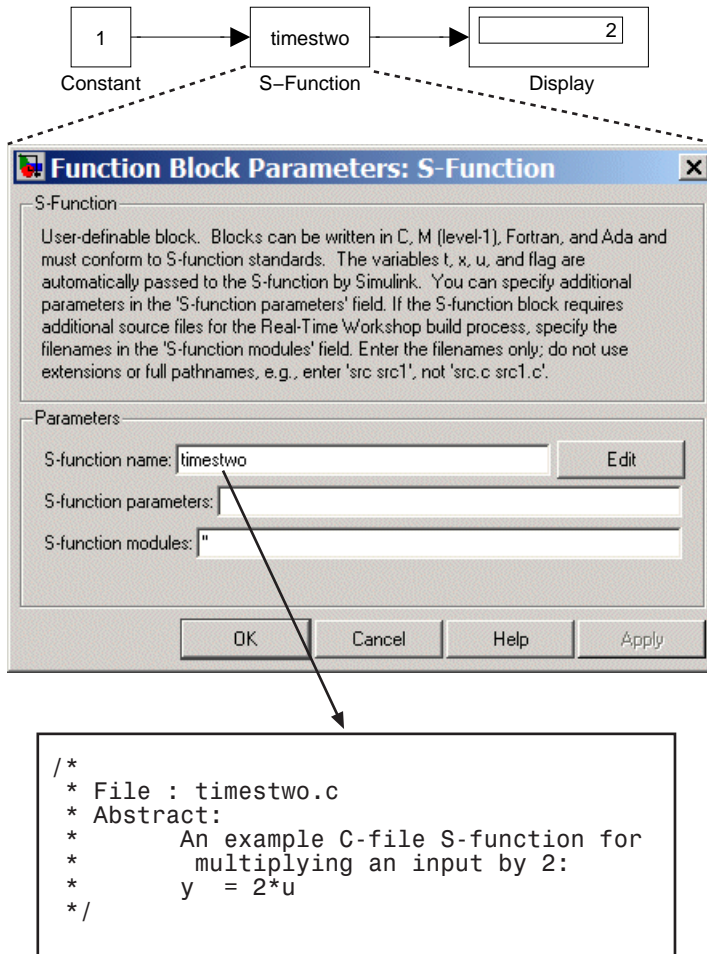 1
timestwo
2
Constant
S–Function
Display
Function Block Parameters: S-Function
S-Function
User-definable block.  Blocks can be written in C, M (level-1), Fortran, and Ada and
must conform to S-function standards.  The variables t, x, u, and flag are
automatically passed to the S-function by Simulink.  You can specify additional
parameters in the 'S-function parameters' field. If the S-function block requires
additional source files for the Real-Time Workshop build process, specify the
filenames in the 'S-function modules' field. Enter the filenames only; do not use
extensions or full pathnames, e.g., enter 'src src1', not 'src.c src1.c'.
Parameters
S-function name: timestwo
Edit
S-function parameters:
S-function modules: ''
OK
Cancel
Help
Apply
/*
 * File : timestwo.c
 * Abstract:
 *       An example C-file S-function for
 *        multiplying an input by 2:
 *       y  = 2*u
 */